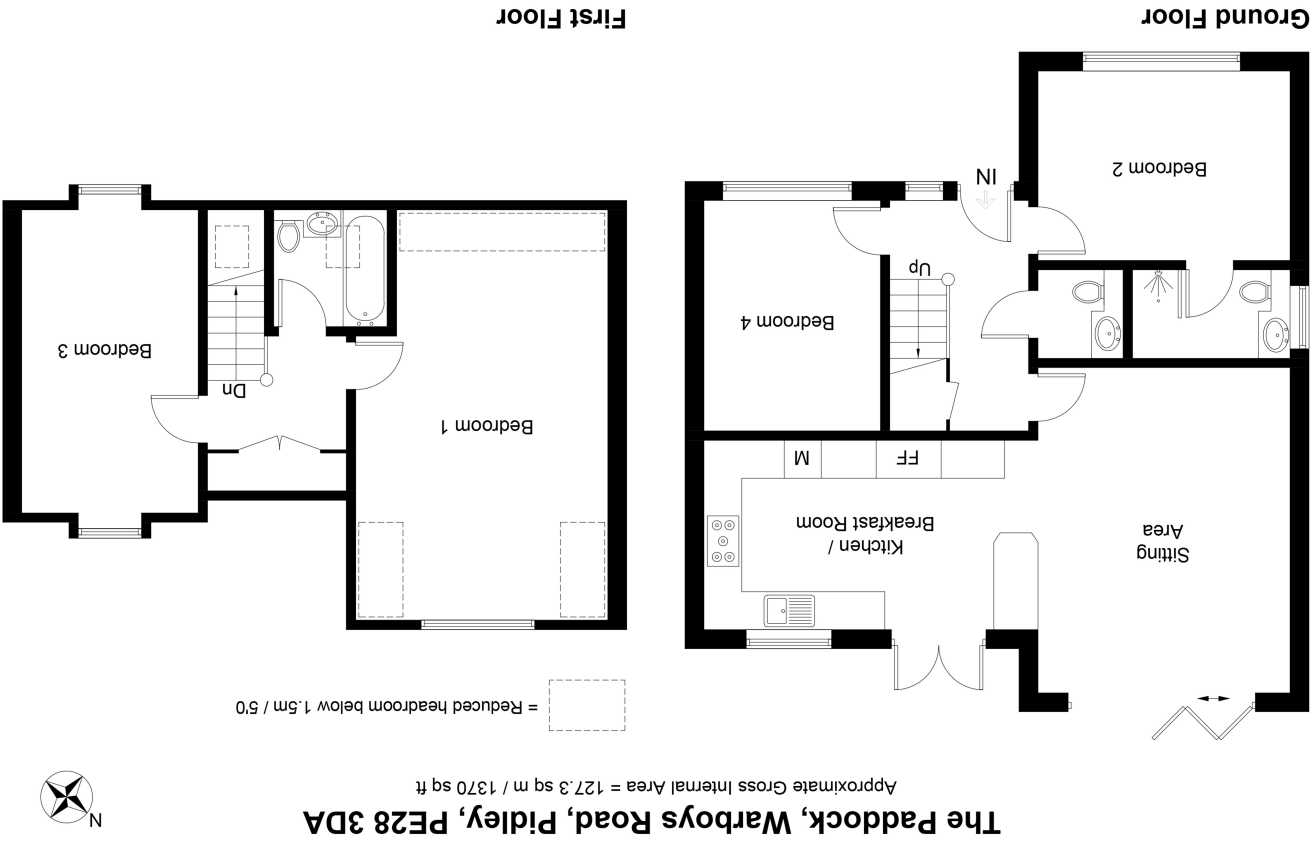 The Paddock, Warboys Road, Pidley, PE28 3DA
Approximate Gross Internal Area = 127.3 sq m / 1370 sq ft
N
= Reduced headroom below 1.5m / 5'0
Sitting
Area
Kitchen /
Breakfast Room
FF
M
Bedroom 4
Up
Bedroom 2
IN
Ground Floor
Bedroom 1
Dn
Bedroom 3
First Floor